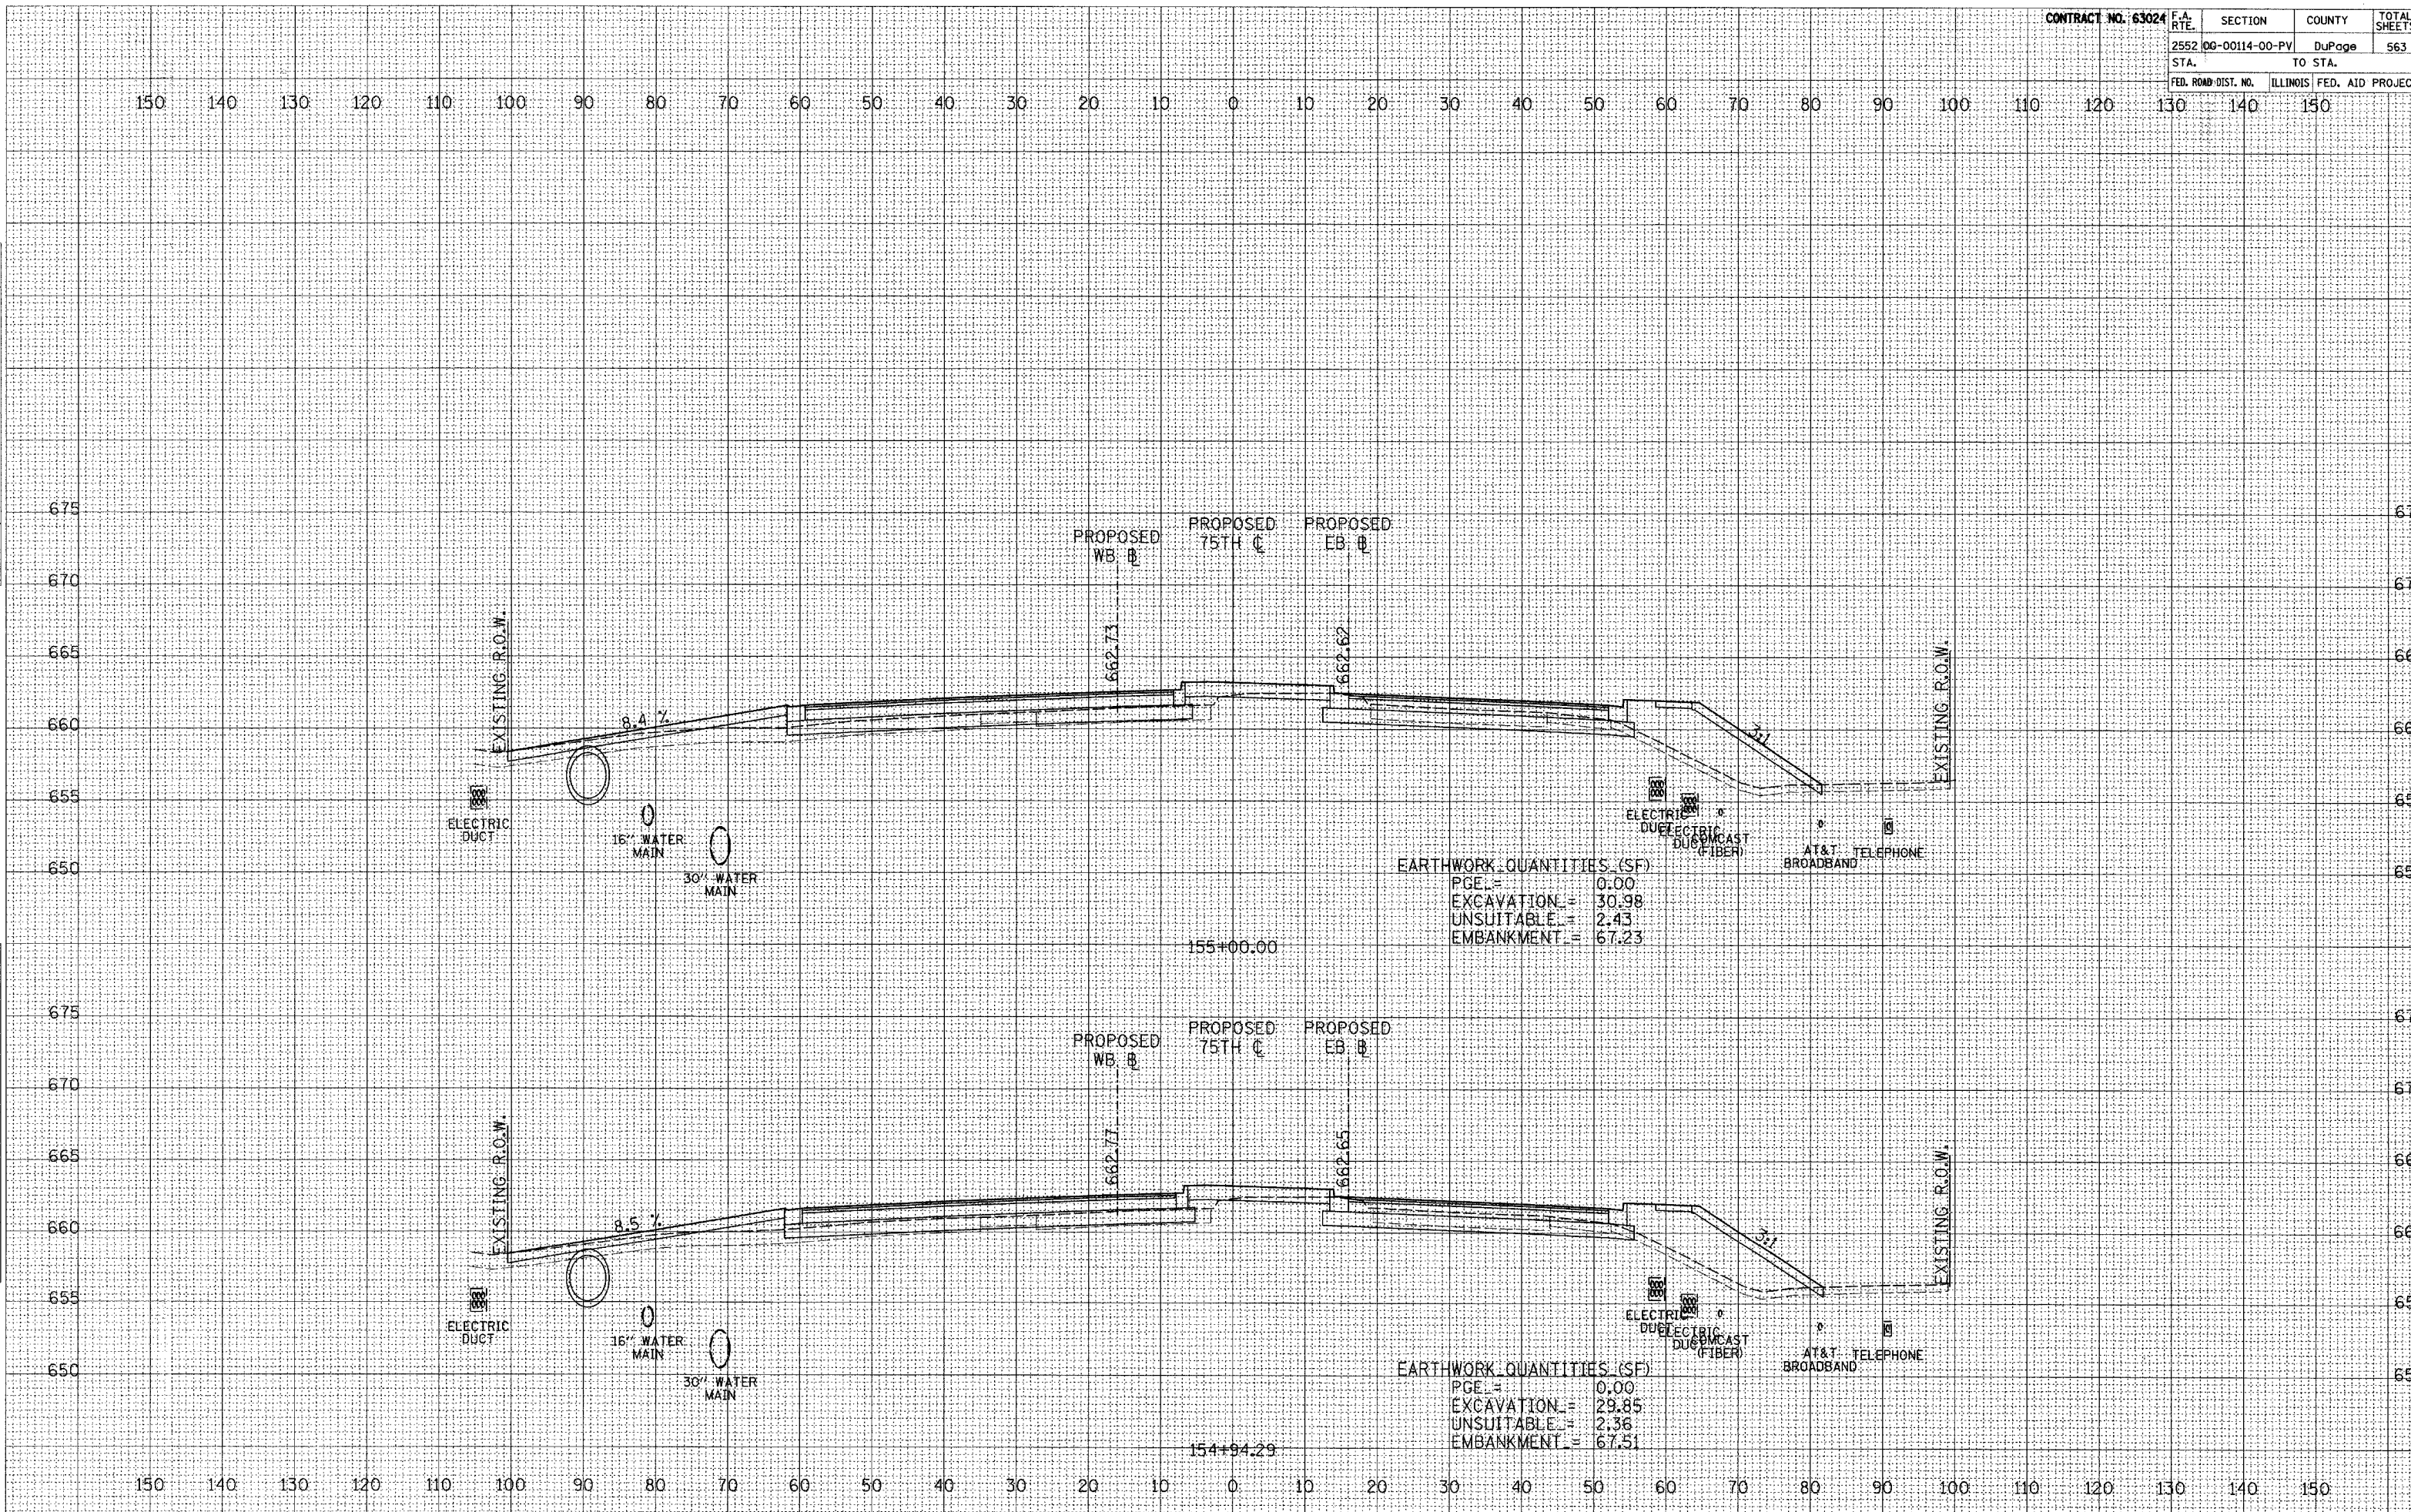 CONTRACT NO. 63024
F.A. RTE. SECTION COUNTY TOTAL SHEETS
2552 00-00114-00-PV DuPage 563
STA. TO STA.
FED. ROAD DIST. NO. ILLINOIS FED. AID PROJEC
150 140 130 120 110 100 90 80 70 60 50 40 30 20 10 0 10 20 30 40 50 60 70 80 90 100 110 120 130 140 150
675
670
665
660
655
650
PROPOSED
WB B
PROPOSED
75TH C
PROPOSED
EB B
662.73
662.62
EXISTING R.O.W.
EXISTING R.O.W.
8.4 %
3:1
ELECTRIC
DUCT
16" WATER
MAIN
30" WATER
MAIN
ELECTRIC
DUCT
ELECTRIC
DUCT
COMCAST
(FIBER)
AT&T
BROADBAND
TELEPHONE
EARTHWORK QUANTITIES (SF)
PGE = 0.00
EXCAVATION = 30.98
UNSUITABLE = 2.43
EMBANKMENT = 67.23
155+00.00
675
670
665
660
655
650
PROPOSED
WB B
PROPOSED
75TH C
PROPOSED
EB B
662.77
662.65
EXISTING R.O.W.
EXISTING R.O.W.
8.5 %
3:1
ELECTRIC
DUCT
16" WATER
MAIN
30" WATER
MAIN
ELECTRIC
DUCT
ELECTRIC
DUCT
COMCAST
(FIBER)
AT&T
BROADBAND
TELEPHONE
EARTHWORK QUANTITIES (SF)
PGE = 0.00
EXCAVATION = 29.85
UNSUITABLE = 2.36
EMBANKMENT = 67.51
154+94.29
150 140 130 120 110 100 90 80 70 60 50 40 30 20 10 0 10 20 30 40 50 60 70 80 90 100 110 120 130 140 150